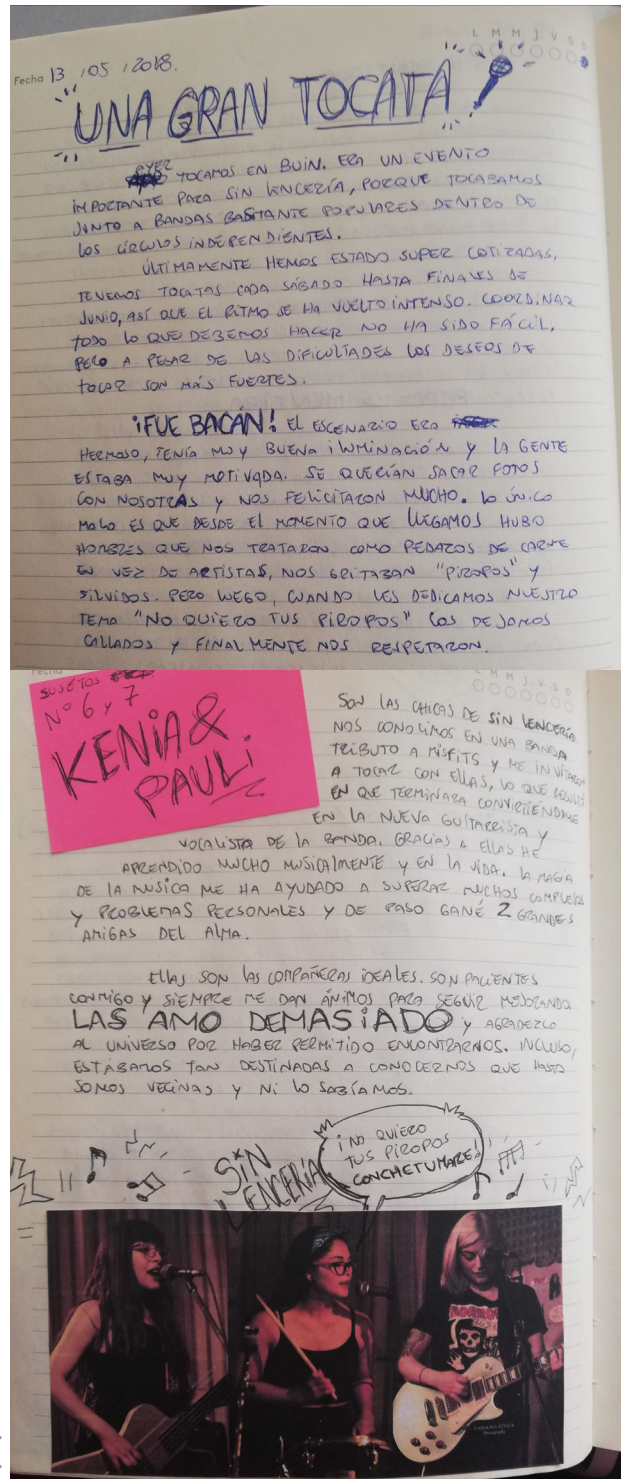 L M M J V S D
Fecha 13 / 05 / 2018.
UNA GRAN TOCATA
AYER TOCAMOS EN BUIN. ERA UN EVENTO
IMPORTANTE PARA SIN LENCERÍA, PORQUE TOCABAMOS
JUNTO A BANDAS BASTANTE POPULARES DENTRO DE
LOS CÍRCULOS INDEPENDIENTES.
ÚLTIMAMENTE HEMOS ESTADO SUPER COTIZADAS,
TENEMOS TOCATAS CADA SÁBADO HASTA FINALES DE
JUNIO, ASÍ QUE EL RITMO SE HA VUELTO INTENSO. COORDINAR
TODO LO QUE DEBEMOS HACER NO HA SIDO FÁCIL,
PERO A PESAR DE LAS DIFICULTADES LOS DESEOS DE
TOCAR SON MÁS FUERTES.
¡FUE BACÁN! EL ESCENARIO ERA
HERMOSO, TENÍA MUY BUENA ILUMINACIÓN Y LA GENTE
ESTABA MUY MOTIVADA. SE QUERÍAN SACAR FOTOS
CON NOSOTRAS Y NOS FELICITARON MUCHO. LO ÚNICO
MALO ES QUE DESDE EL MOMENTO QUE LLEGAMOS HUBO
HOMBRES QUE NOS TRATARON COMO PEDAZOS DE CARNE
EN VEZ DE ARTISTAS, NOS GRITABAN "PIROPOS" Y
SILVIDOS. PERO LUEGO, CUANDO LES DEDICAMOS NUESTRO
TEMA "NO QUIERO TUS PIROPOS" LOS DEJAMOS
CALLADOS Y FINALMENTE NOS RESPETARON.
Fecha
L M M J V S D
SUJETOS
Nº 6 Y 7
KENIA &
PAULI
SON LAS CHICAS DE SIN LENCERÍA.
NOS CONOCIMOS EN UNA BANDA
TRIBUTO A MISFITS Y ME INVITARON
A TOCAR CON ELLAS, LO QUE RESULTÓ
EN QUE TERMINARA CONVIRTIÉNDOME
EN LA NUEVA GUITARRISTA Y
VOCALISTA DE LA BANDA. GRACIAS A ELLAS HE
APRENDIDO MUCHO MUSICALMENTE Y EN LA VIDA. LA MAGIA
DE LA MUSICA ME HA AYUDADO A SUPERAR MUCHOS COMPLEJOS
Y PROBLEMAS PERSONALES Y DE PASO GANÉ 2 GRANDES
AMIGAS DEL ALMA.
ELLAS SON LAS COMPAÑERAS IDEALES. SON PACIENTES
CONMIGO Y SIEMPRE ME DAN ÁNIMOS PARA SEGUIR MEJORANDO.
LAS AMO DEMASIADO Y AGRADEZCO
AL UNIVERSO POR HABER PERMITIDO ENCONTRARNOS. INCLUSO,
ESTÁBAMOS TAN DESTINADAS A CONOCERNOS QUE HASTA
SOMOS VECINAS Y NI LO SABÍAMOS.
SIN
LENCERÍA
¡NO QUIERO
TUS PIROPOS
CONCHETUMARE!